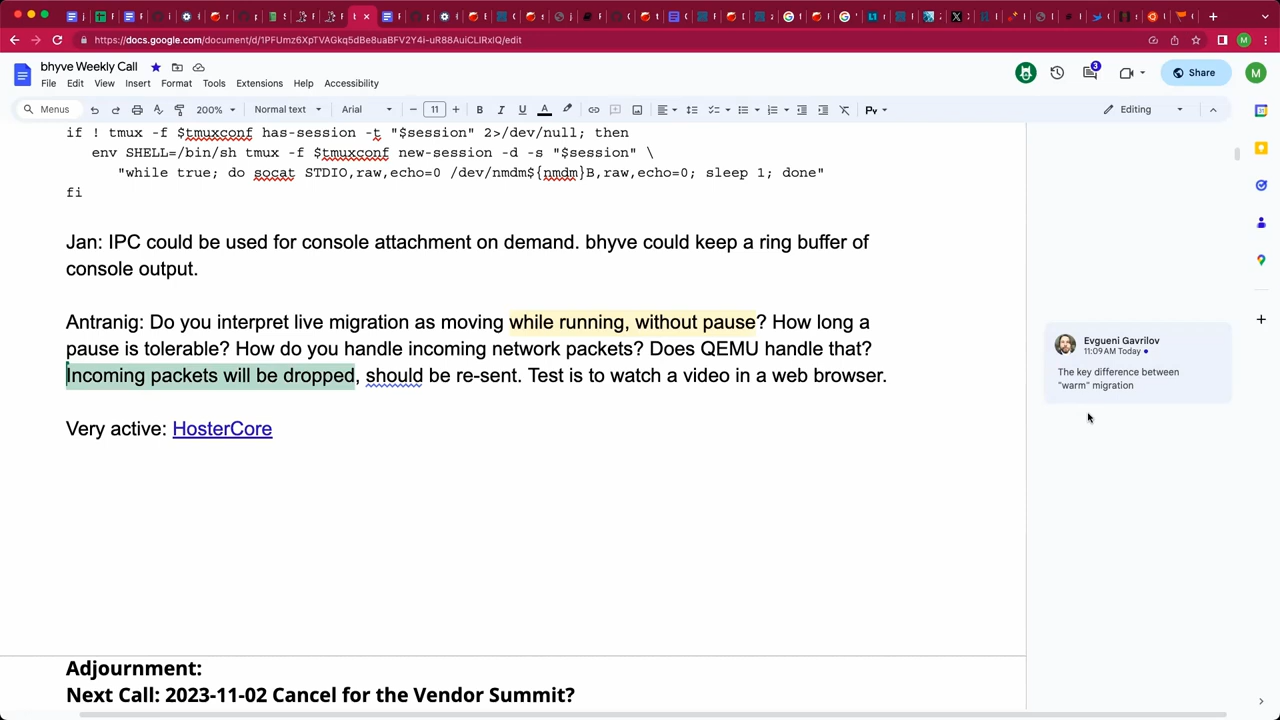 https://docs.google.com/document/d/1PFUmz6XpTVAGkq5dBe8uaBFV2Y4i-uR88AuiCLIRxlQ/edit
bhyve Weekly Call
File Edit View Insert Format Tools Extensions Help Accessibility
3
Share
M
Menus
200%
Normal text
Arial
11
Editing
if ! tmux -f $tmuxconf has-session -t "$session" 2>/dev/null; then
env SHELL=/bin/sh tmux -f $tmuxconf new-session -d -s "$session" \
"while true; do socat STDIO,raw,echo=0 /dev/nmdm${nmdm}B,raw,echo=0; sleep 1; done"
fi
Jan: IPC could be used for console attachment on demand. bhyve could keep a ring buffer of
console output.
Antranig: Do you interpret live migration as moving while running, without pause? How long a
pause is tolerable? How do you handle incoming network packets? Does QEMU handle that?
Incoming packets will be dropped, should be re-sent. Test is to watch a video in a web browser.
Very active: HosterCore
Evgueni Gavrilov
11:09 AM Today
The key difference between
"warm" migration
Adjournment:
Next Call: 2023-11-02 Cancel for the Vendor Summit?